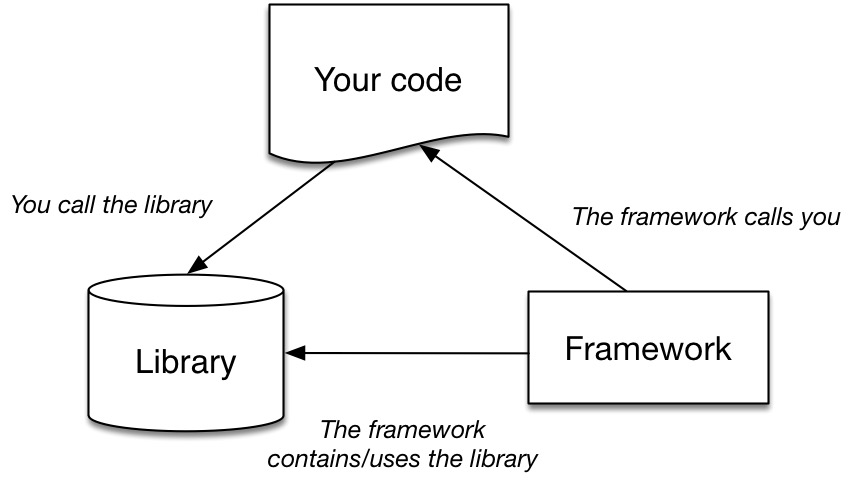 Your code
You call the library
The framework calls you
Library
Framework
The framework
contains/uses the library